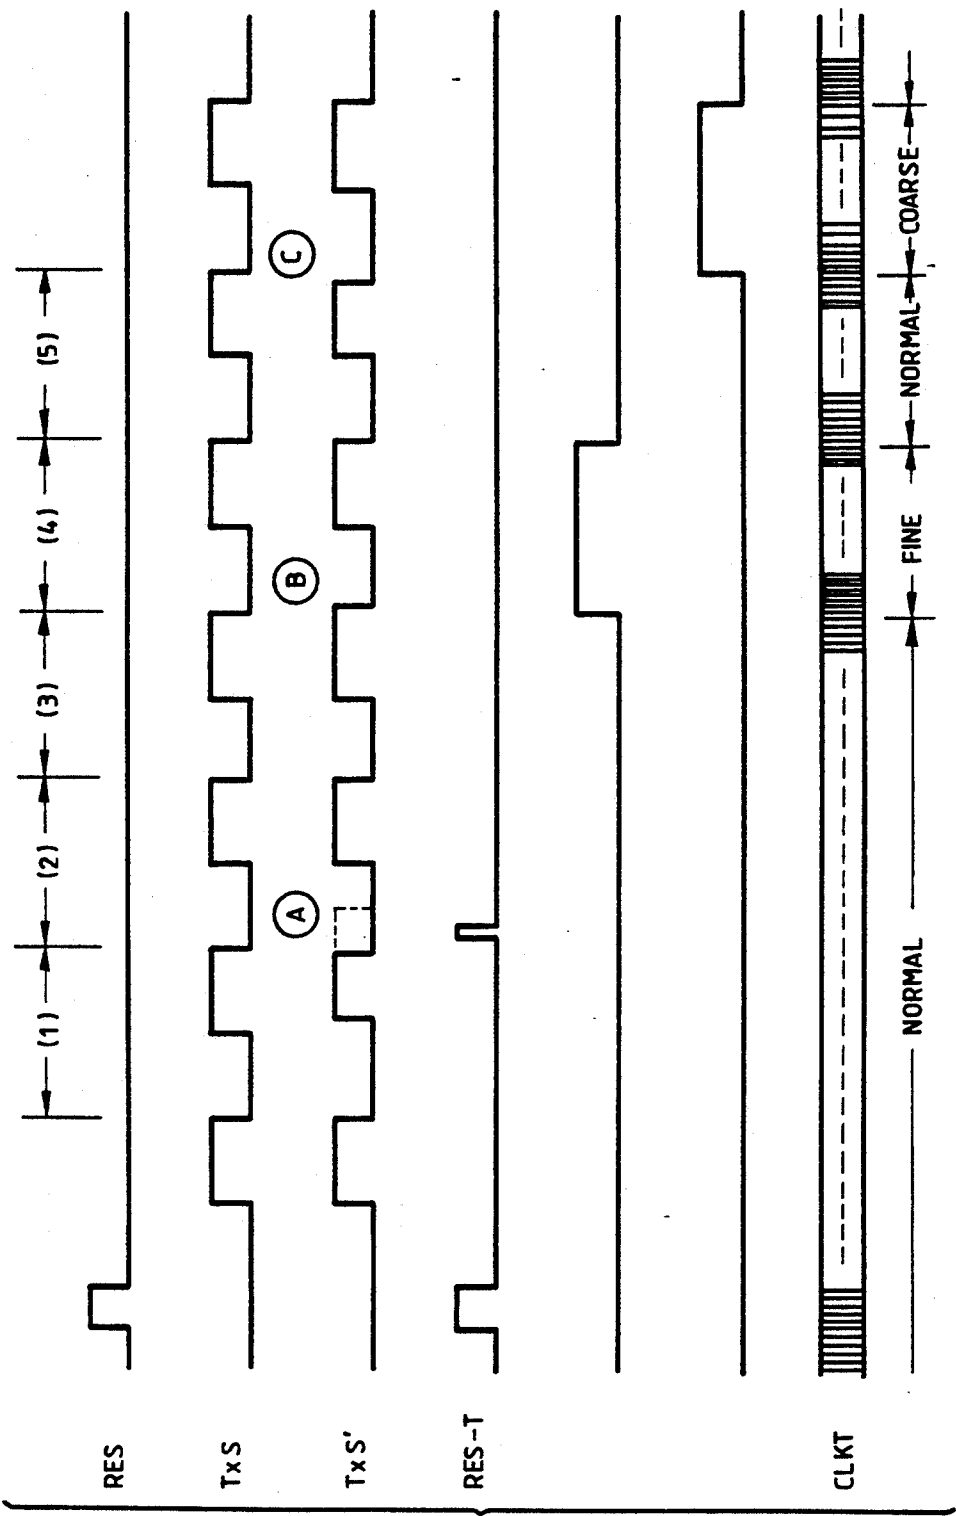 (1) (2) (3) (4) (5)
RES
TxS
A B C
TxS'
RES-T
CLKT
NORMAL FINE NORMAL COARSE